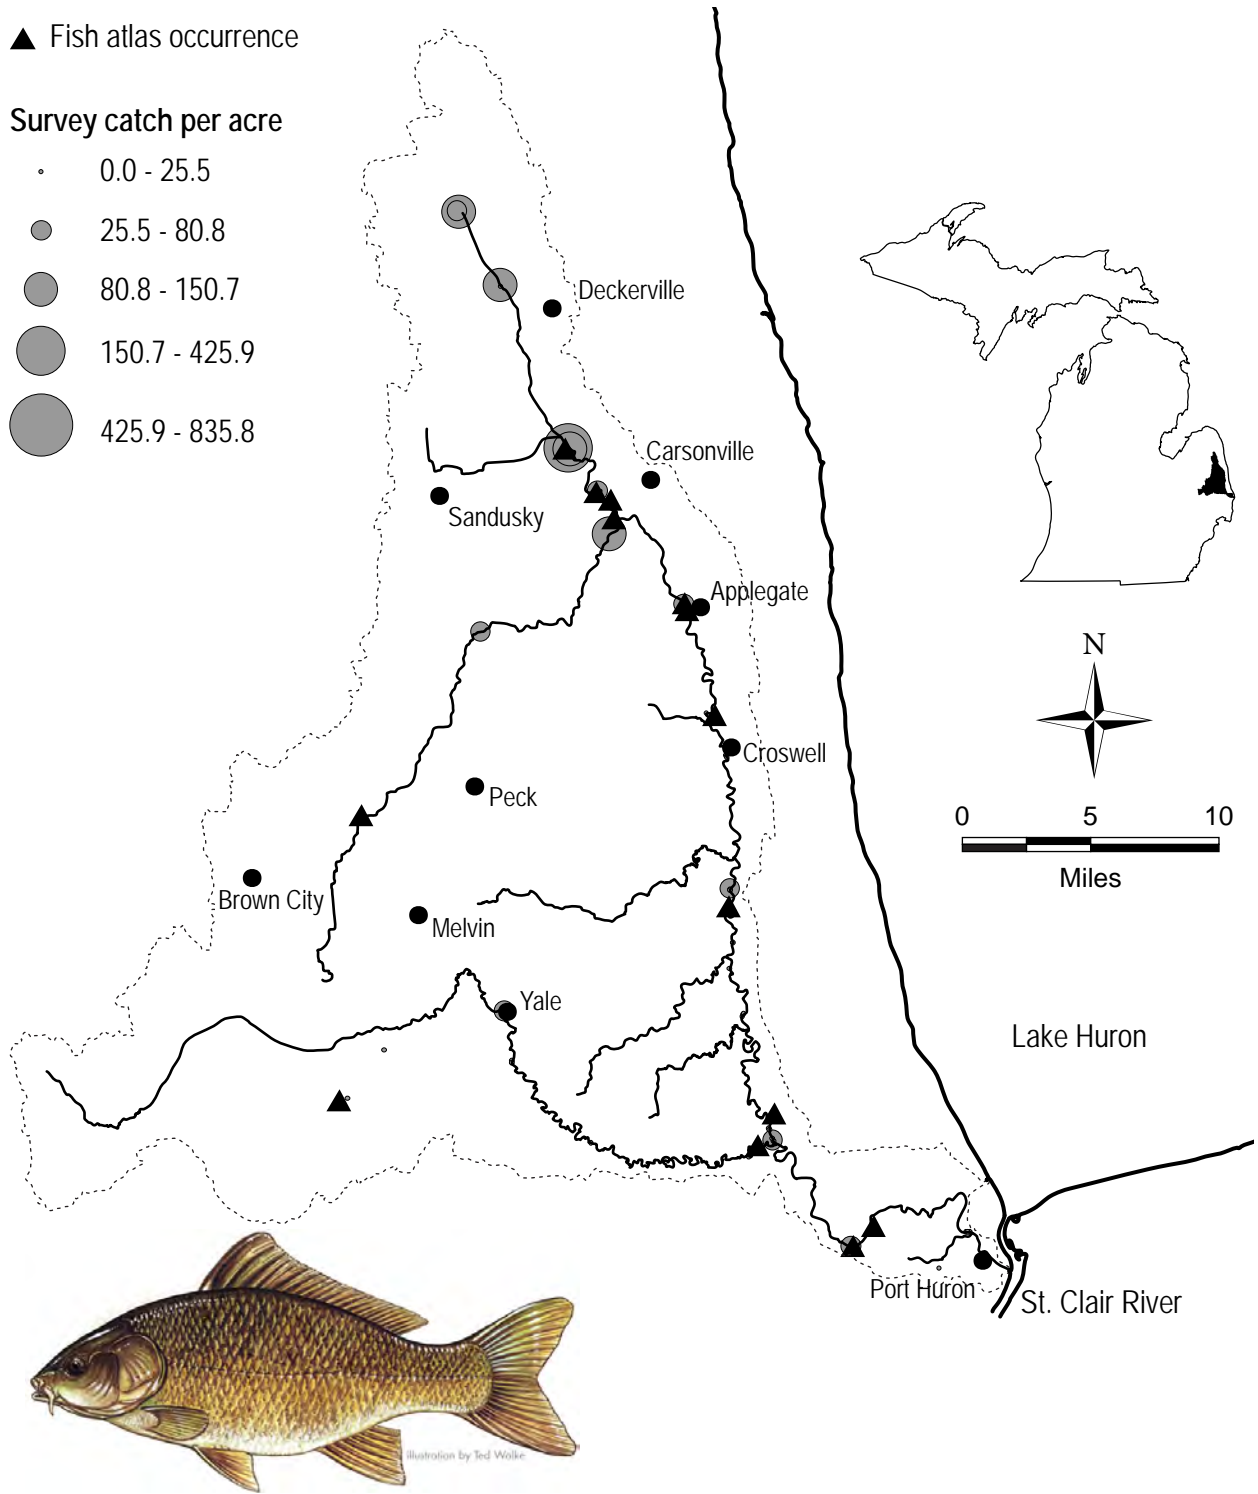 Fish atlas occurrence
Survey catch per acre
0.0 - 25.5
25.5 - 80.8
80.8 - 150.7
150.7 - 425.9
425.9 - 835.8
Deckerville
Carsonville
Sandusky
Applegate
N
Croswell
Peck
0 5 10
Miles
Brown City
Melvin
Yale
Lake Huron
Port Huron
St. Clair River
illustration by Ted Walke